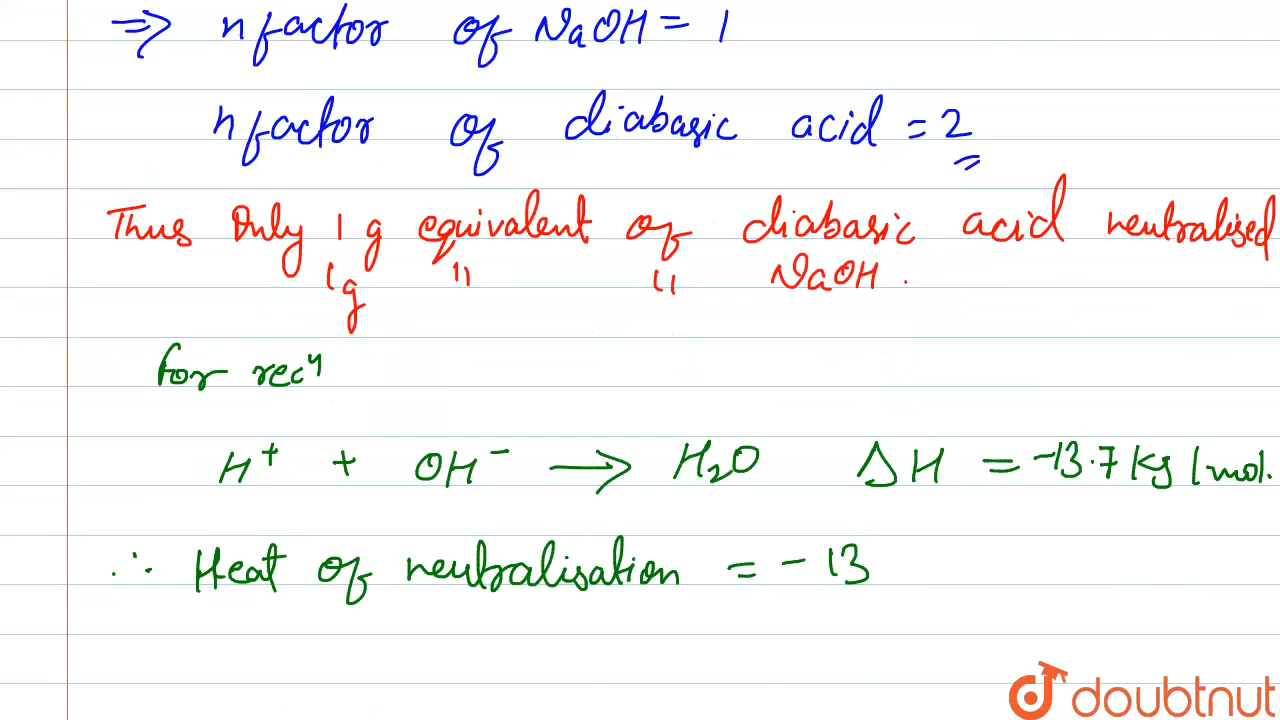 ⇒ n factor of NaOH = 1
n factor of diabasic acid = 2
Thus Only 1 g equivalent of diabasic acid neutralised
1g " " NaOH.
for recⁿ
H⁺ + OH⁻ → H₂O ΔH = -13.7 KJ/mol.
∴ Heat of neutralisation = -13
doubtnut